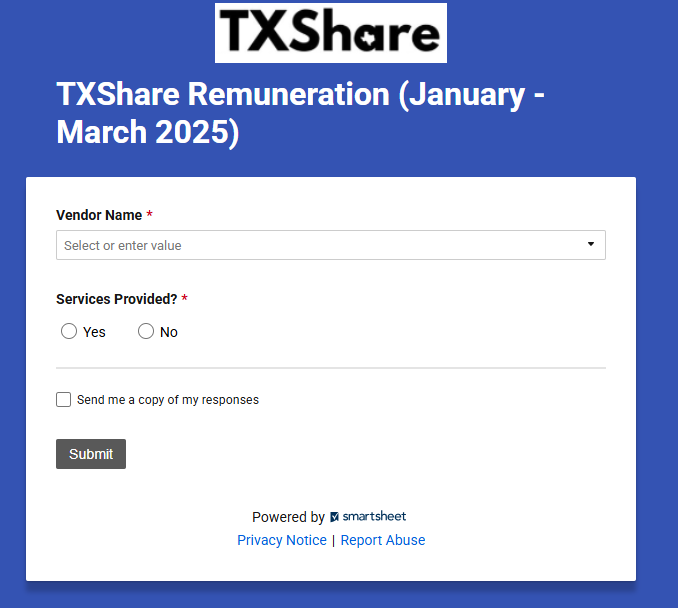 TXShare
TXShare Remuneration (January -
March 2025)
Vendor Name *
Select or enter value
Services Provided? *
Yes No
Send me a copy of my responses
Submit
Powered by smartsheet
Privacy Notice | Report Abuse